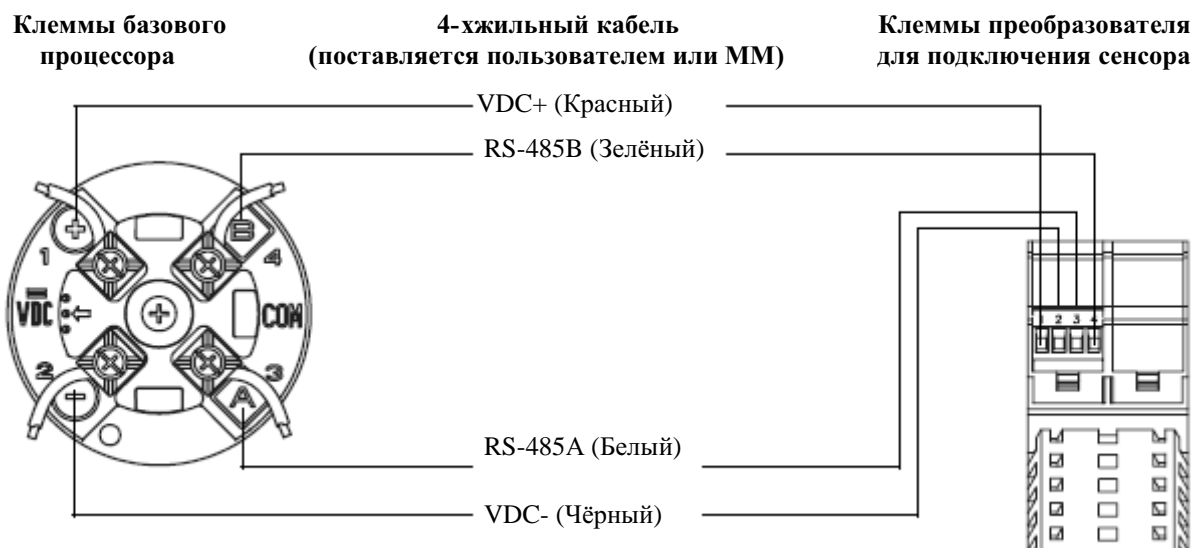 Клеммы базового
процессора
4-хжильный кабель
(поставляется пользователем или ММ)
Клеммы преобразователя
для подключения сенсора
VDC+ (Красный)
RS-485B (Зелёный)
B
1
4
VDC
COM
2
3
A
1 2 3 4
RS-485A (Белый)
VDC- (Чёрный)